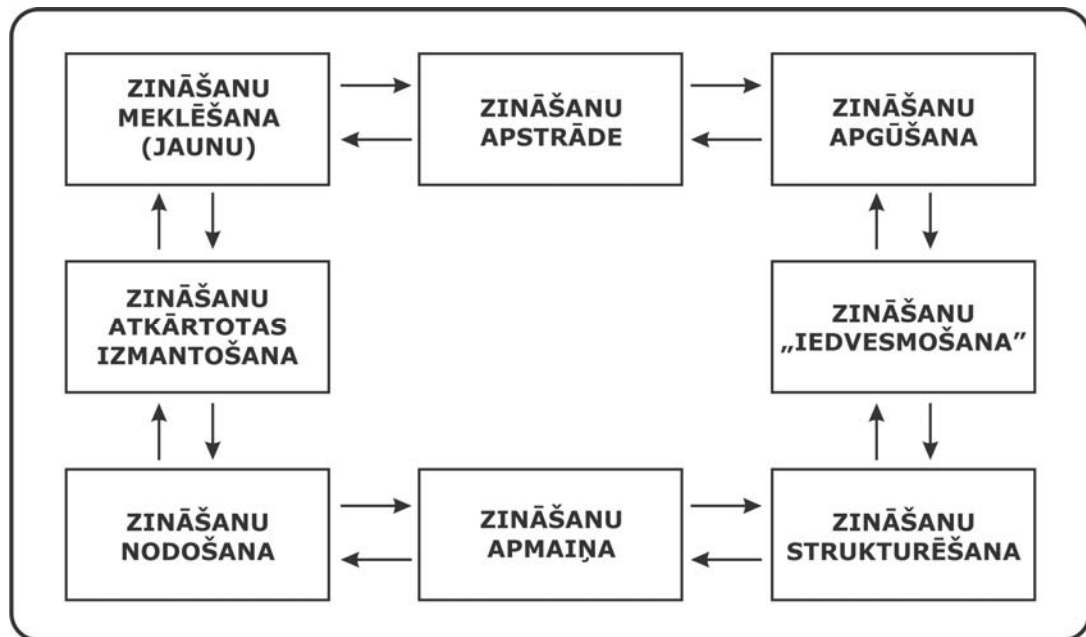 ZINĀŠANU
MEKLĒŠANA
(JAUNU)
ZINĀŠANU
APSTRĀDE
ZINĀŠANU
APGŪŠANA
ZINĀŠANU
ATKĀRTOTAS
IZMANTOŠANA
ZINĀŠANU
„IEDVESMOŠANA”
ZINĀŠANU
NODOŠANA
ZINĀŠANU
APMAIŅA
ZINĀŠANU
STRUKTURĒŠANA